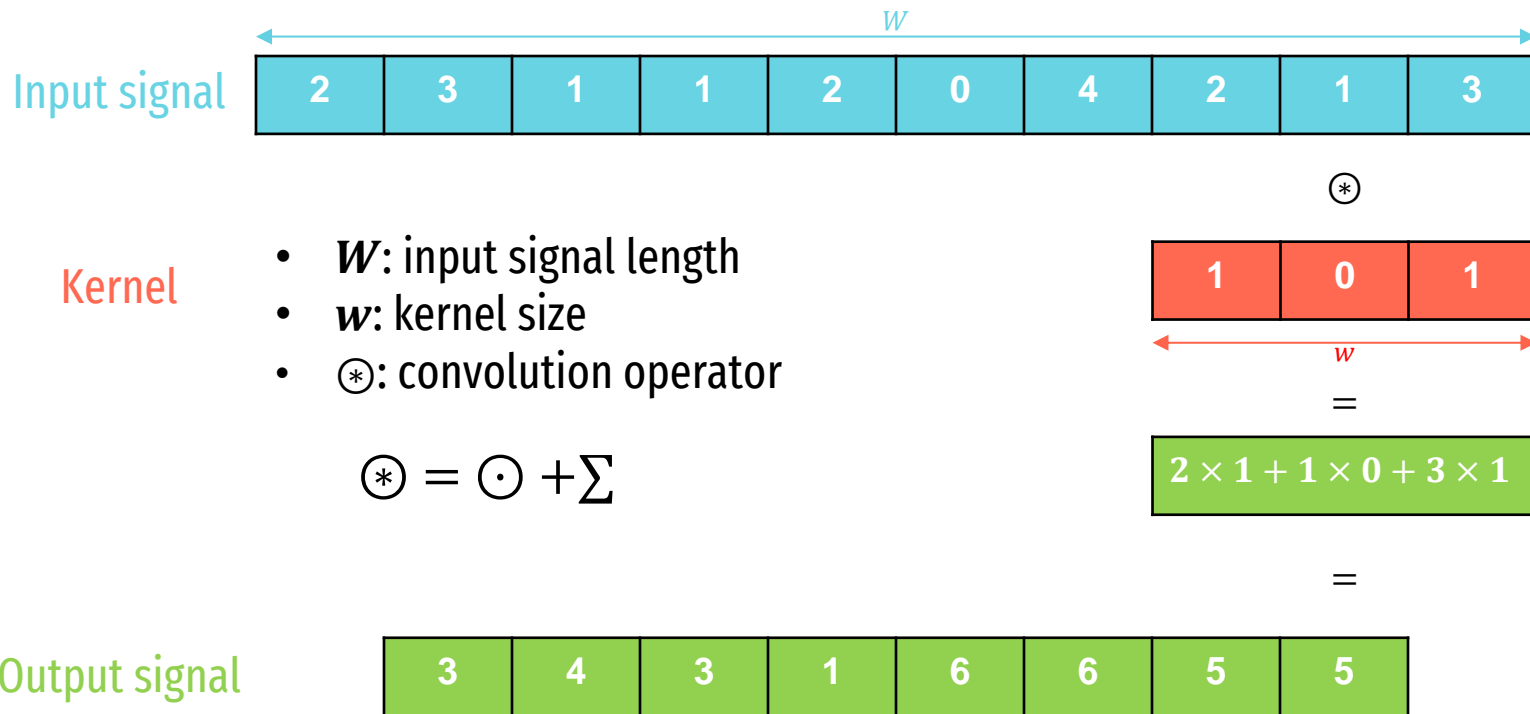 W
Input signal 2 3 1 1 2 0 4 2 1 3
⊛
Kernel
• W: input signal length
• w: kernel size
• ⊛: convolution operator
1 0 1
w
=
⊛ = ⊙ +∑
2 × 1 + 1 × 0 + 3 × 1
=
Output signal 3 4 3 1 6 6 5 5